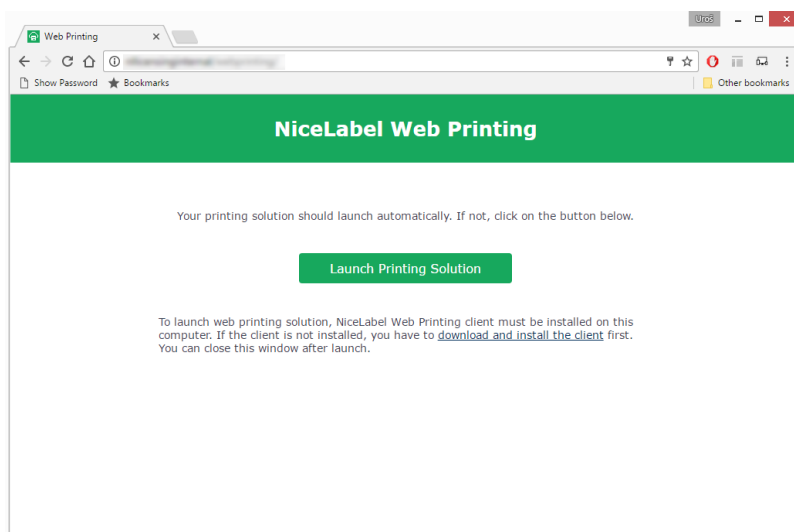 Uroš
Web Printing
Show Password
Bookmarks
Other bookmarks
NiceLabel Web Printing
Your printing solution should launch automatically. If not, click on the button below.
Launch Printing Solution
To launch web printing solution, NiceLabel Web Printing client must be installed on this
computer. If the client is not installed, you have to download and install the client first.
You can close this window after launch.